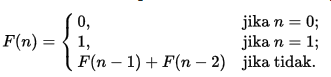 0, jika n = 0;
F(n) = { 1, jika n = 1;
F(n − 1) + F(n − 2) jika tidak.